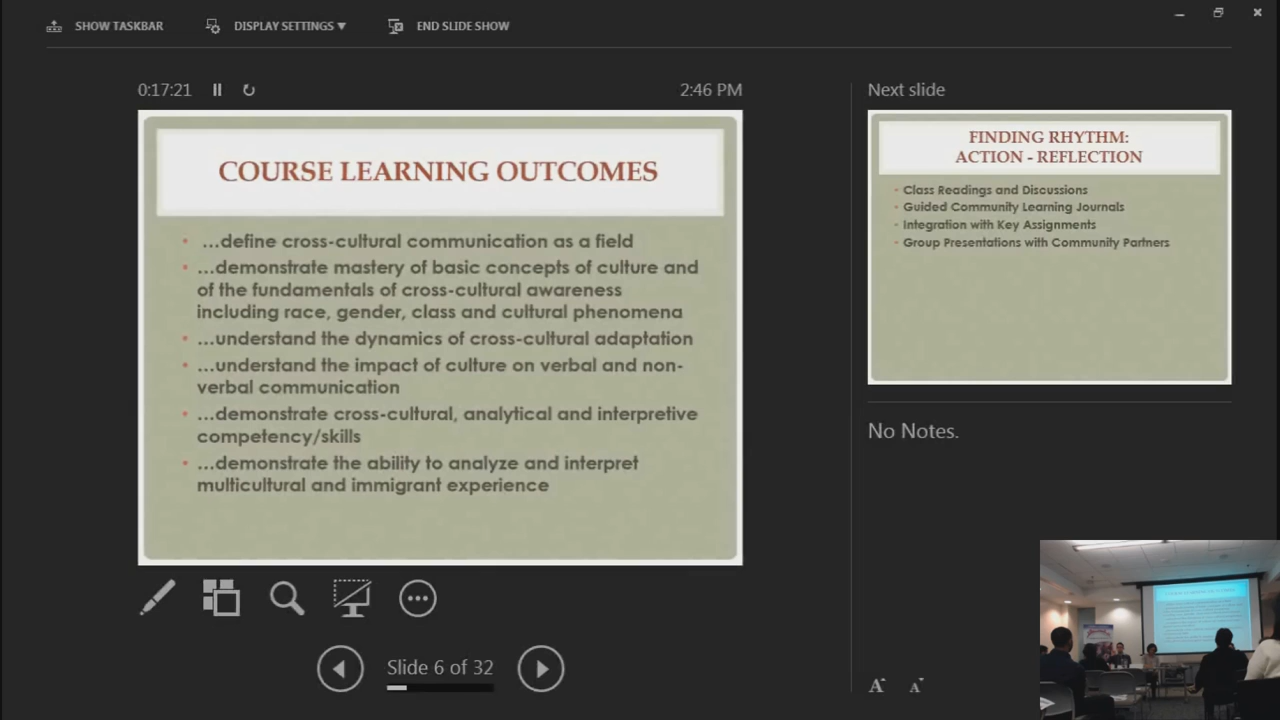 SHOW TASKBAR
DISPLAY SETTINGS ▼
END SLIDE SHOW
0:17:21
2:46 PM
COURSE LEARNING OUTCOMES
• ...define cross-cultural communication as a field
• ...demonstrate mastery of basic concepts of culture and
of the fundamentals of cross-cultural awareness
including race, gender, class and cultural phenomena
• ...understand the dynamics of cross-cultural adaptation
• ...understand the impact of culture on verbal and non-
verbal communication
• ...demonstrate cross-cultural, analytical and interpretive
competency/skills
• ...demonstrate the ability to analyze and interpret
multicultural and immigrant experience
Slide 6 of 32
Next slide
FINDING RHYTHM:
ACTION - REFLECTION
• Class Readings and Discussions
• Guided Community Learning Journals
• Integration with Key Assignments
• Group Presentations with Community Partners
No Notes.
A A